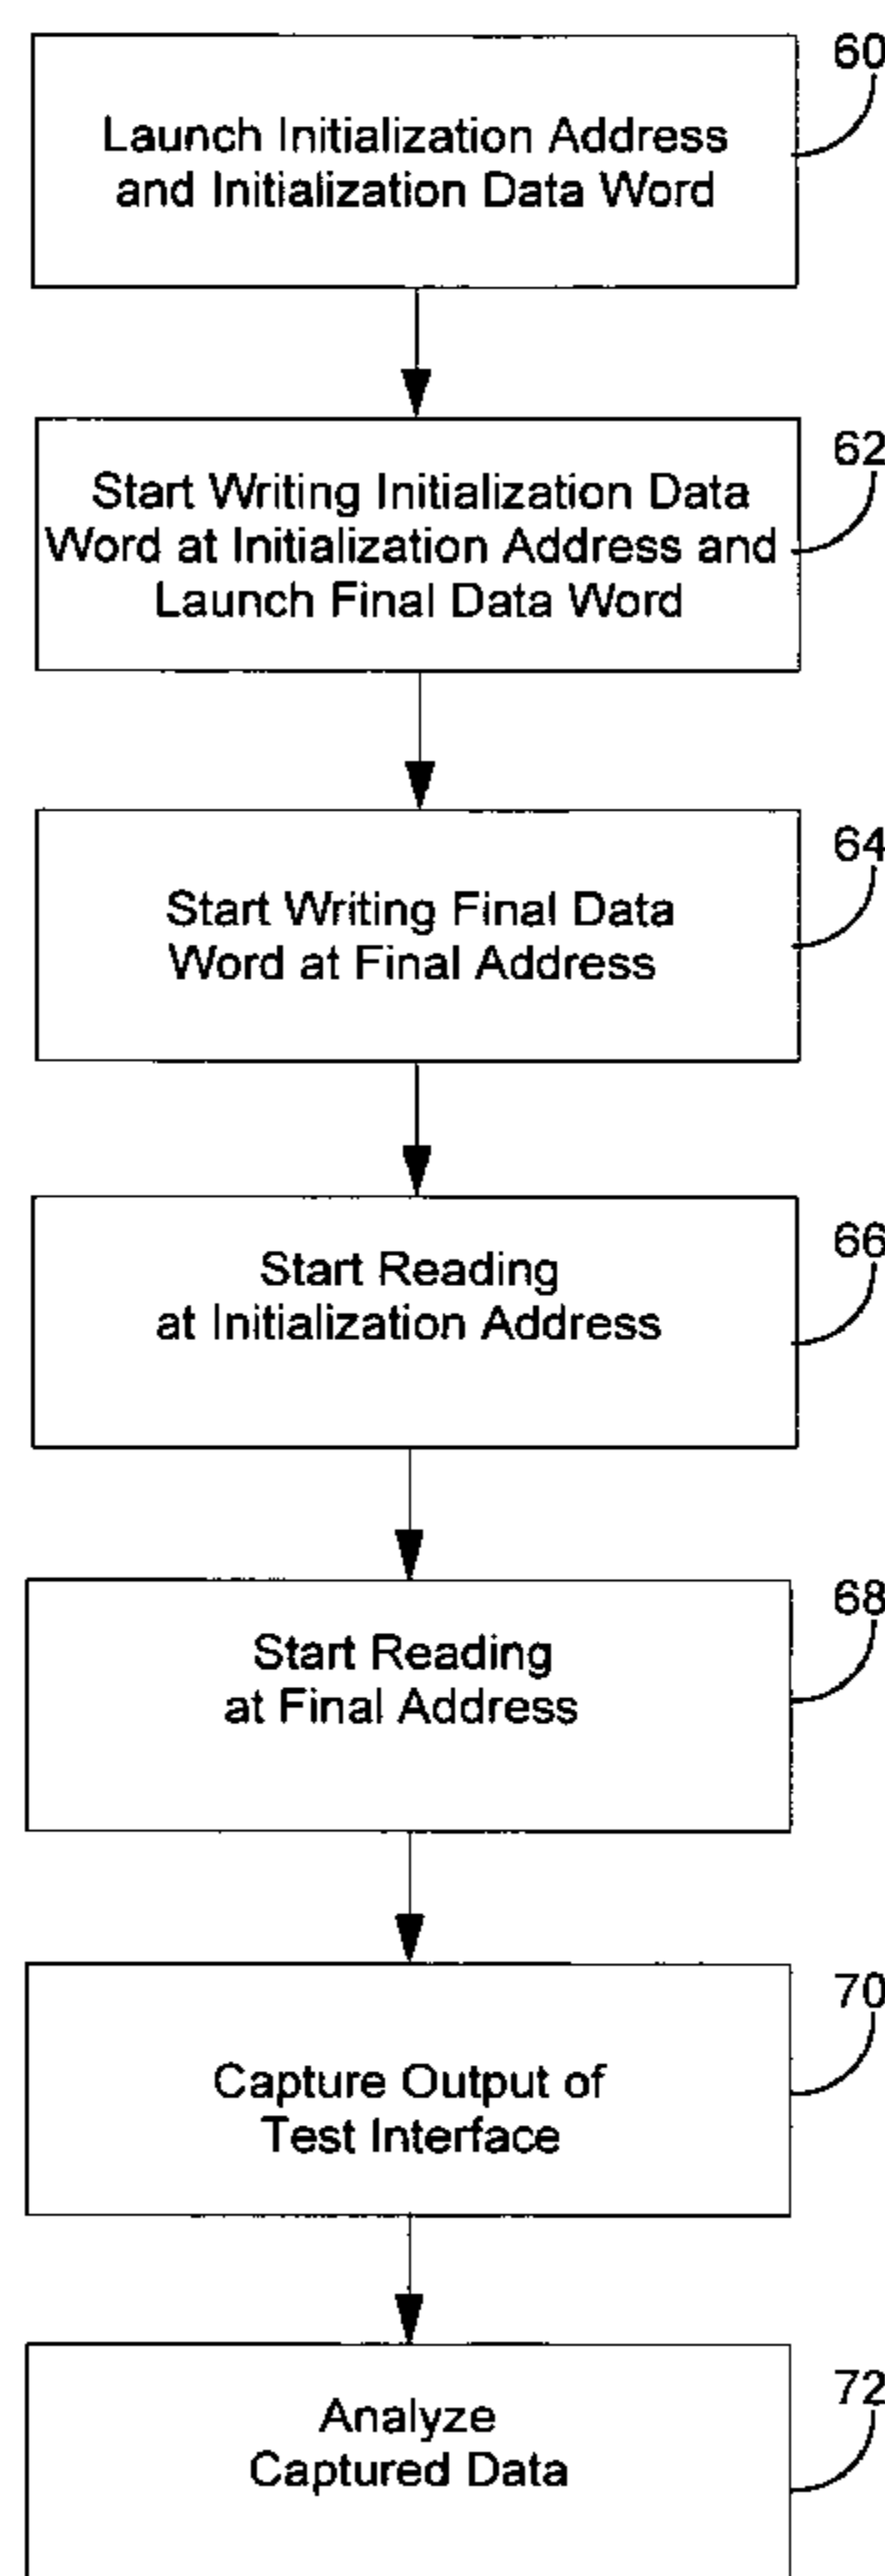 60
Launch Initialization Address
and Initialization Data Word
62
Start Writing Initialization Data
Word at Initialization Address and
Launch Final Data Word
64
Start Writing Final Data
Word at Final Address
66
Start Reading
at Initialization Address
68
Start Reading
at Final Address
70
Capture Output of
Test Interface
72
Analyze
Captured Data